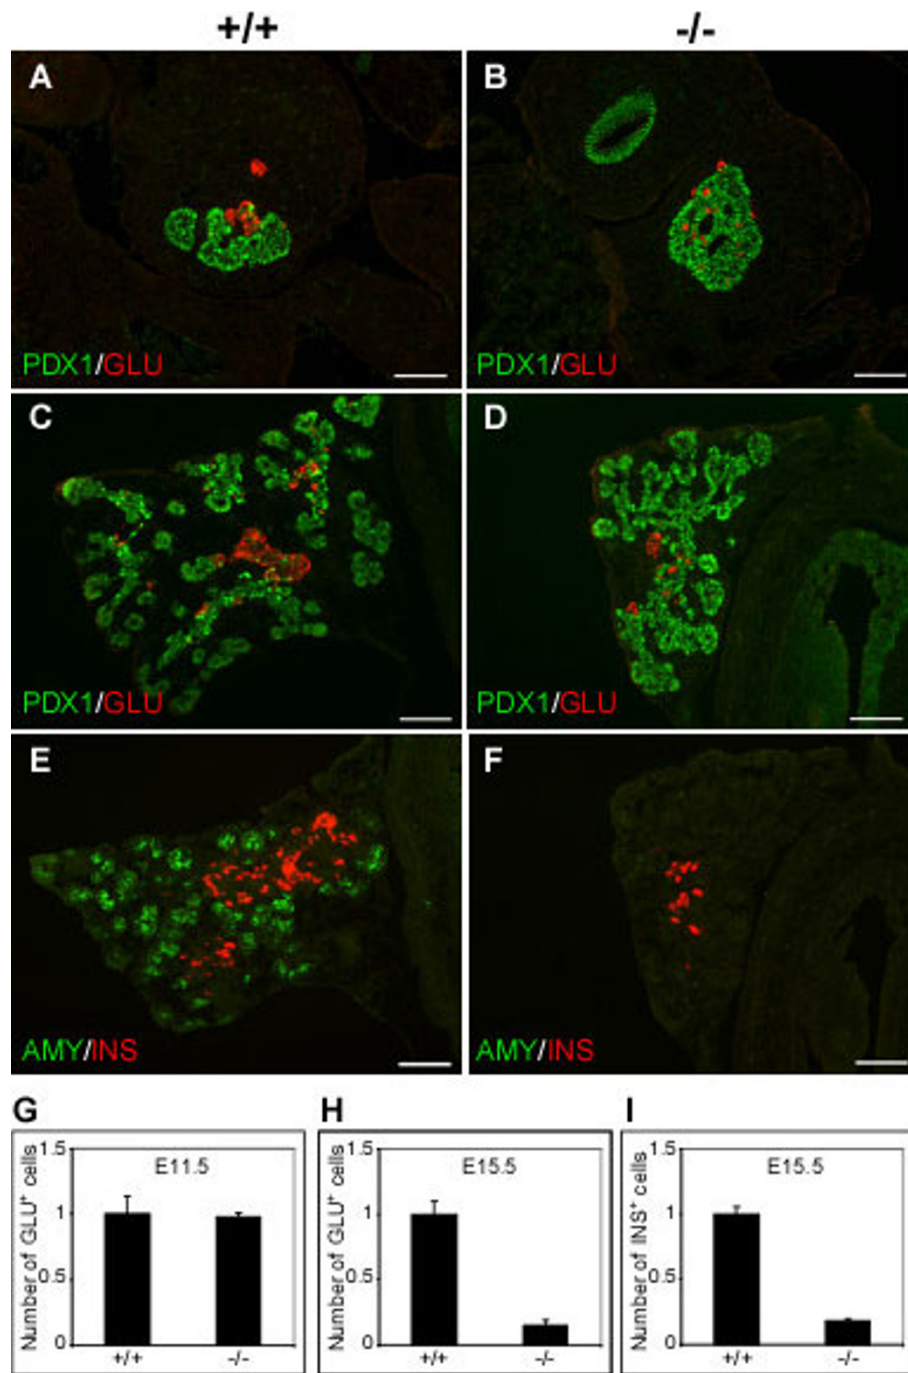 +/+ -/-
A B
PDX1/GLU PDX1/GLU
C D
PDX1/GLU PDX1/GLU
E F
AMY/INS AMY/INS
G H I
Number of GLU⁺ cells
1.5
1
0.5
0
E11.5
+/+ -/-
Number of GLU⁺ cells
1.5
1
0.5
0
E15.5
+/+ -/-
Number of INS⁺ cells
1.5
1
0.5
0
E15.5
+/+ -/-